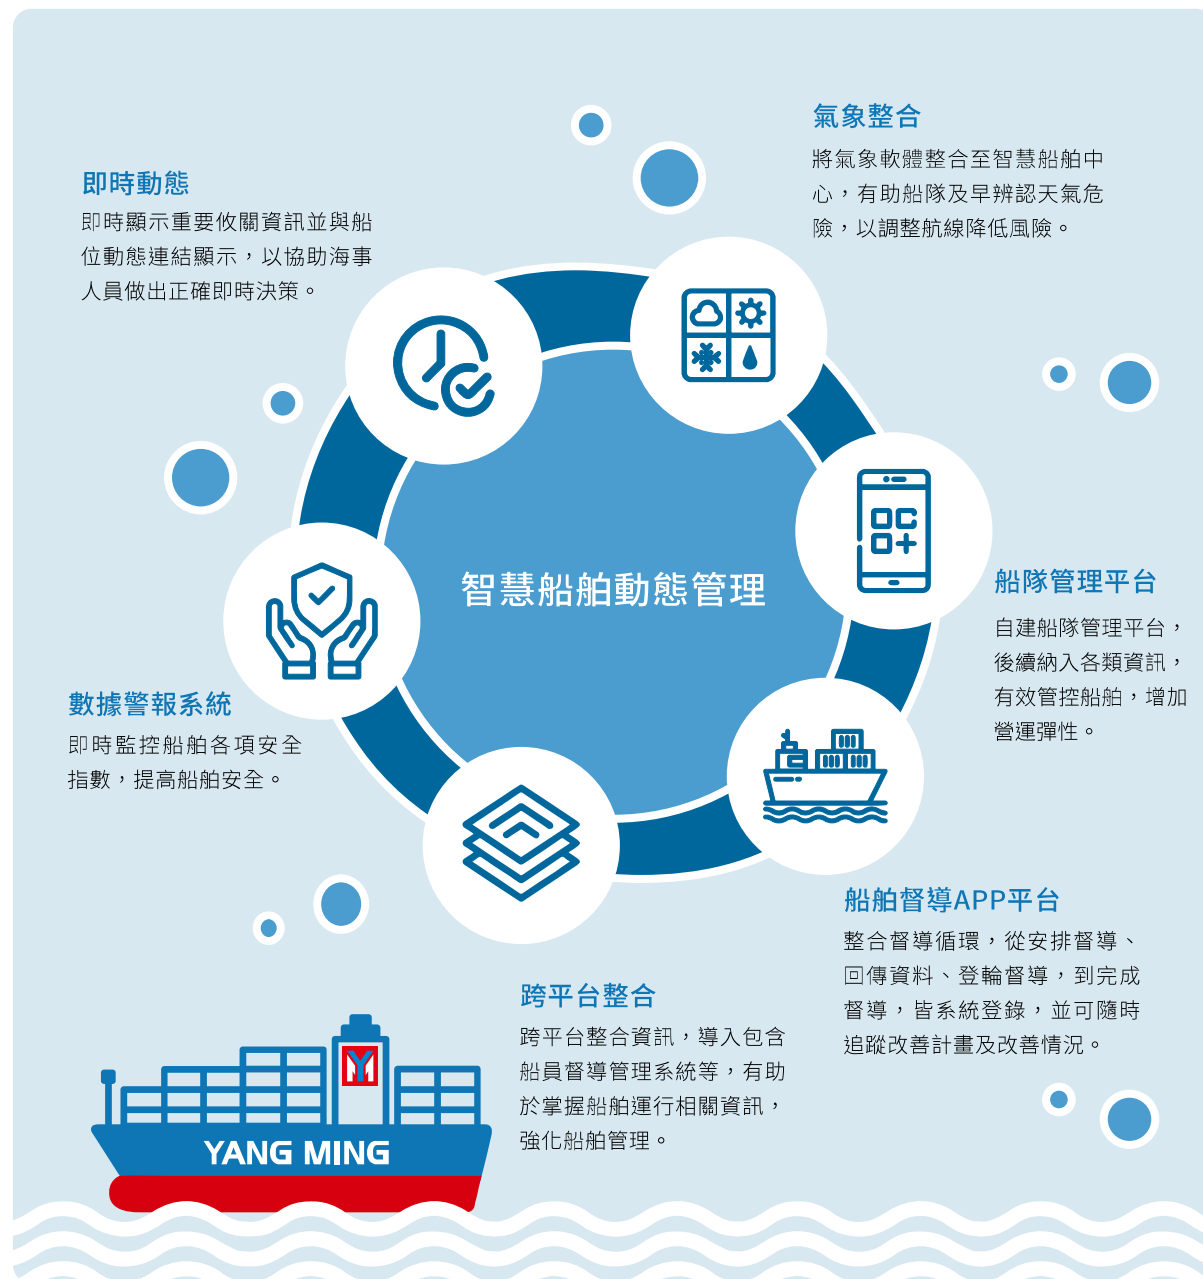 氣象整合
將氣象軟體整合至智慧船舶中
心，有助船隊及早辨認天氣危
險，以調整航線降低風險。
即時動態
即時顯示重要攸關資訊並與船
位動態連結顯示，以協助海事
人員做出正確即時決策。
智慧船舶動態管理
船隊管理平台
自建船隊管理平台，
後續納入各類資訊，
有效管控船舶，增加
營運彈性。
數據警報系統
即時監控船舶各項安全
指數，提高船舶安全。
船舶督導APP平台
整合督導循環，從安排督導、
回傳資料、登輪督導，到完成
督導，皆系統登錄，並可隨時
追蹤改善計畫及改善情況。
跨平台整合
跨平台整合資訊，導入包含
船員督導管理系統等，有助
於掌握船舶運行相關資訊，
強化船舶管理。
YM
YANG MING